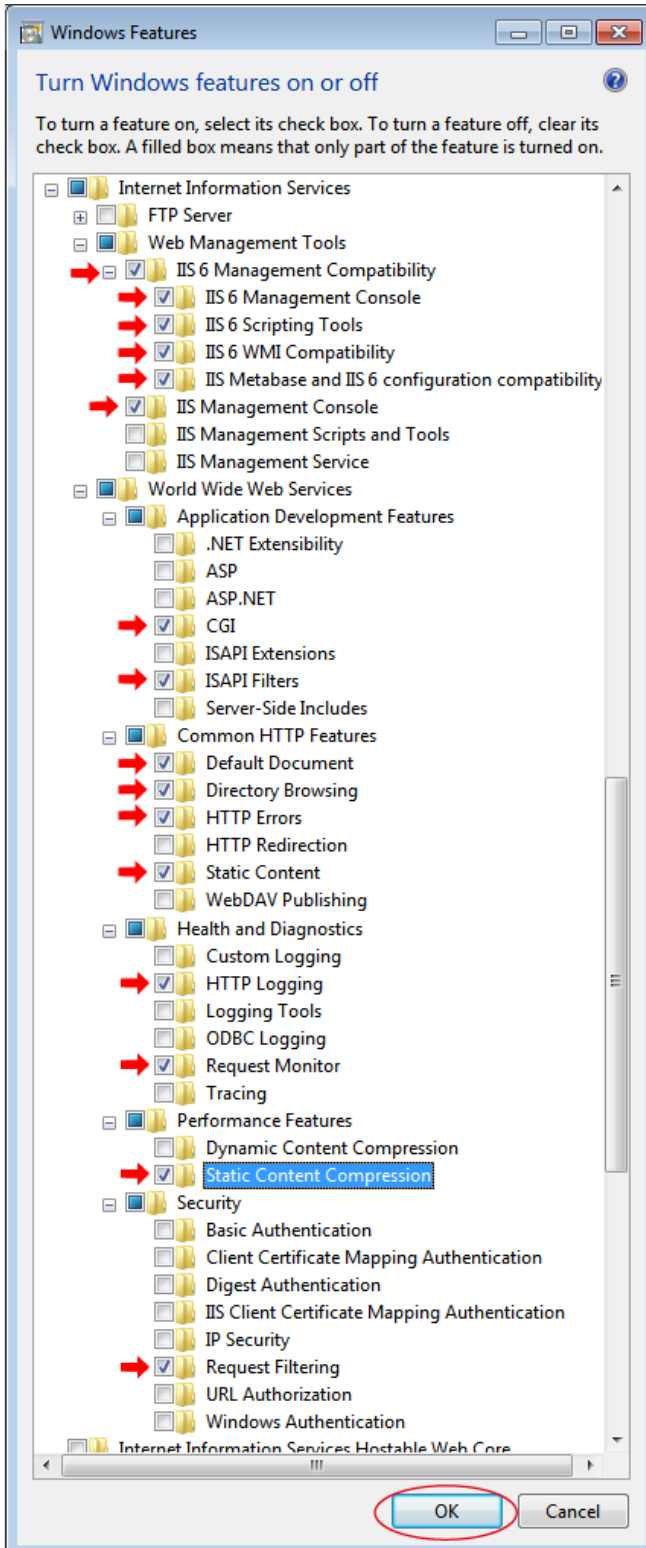 Windows Features
Turn Windows features on or off
To turn a feature on, select its check box. To turn a feature off, clear its
check box. A filled box means that only part of the feature is turned on.
Internet Information Services
FTP Server
Web Management Tools
IIS 6 Management Compatibility
IIS 6 Management Console
IIS 6 Scripting Tools
IIS 6 WMI Compatibility
IIS Metabase and IIS 6 configuration compatibility
IIS Management Console
IIS Management Scripts and Tools
IIS Management Service
World Wide Web Services
Application Development Features
.NET Extensibility
ASP
ASP.NET
CGI
ISAPI Extensions
ISAPI Filters
Server-Side Includes
Common HTTP Features
Default Document
Directory Browsing
HTTP Errors
HTTP Redirection
Static Content
WebDAV Publishing
Health and Diagnostics
Custom Logging
HTTP Logging
Logging Tools
ODBC Logging
Request Monitor
Tracing
Performance Features
Dynamic Content Compression
Static Content Compression
Security
Basic Authentication
Client Certificate Mapping Authentication
Digest Authentication
IIS Client Certificate Mapping Authentication
IP Security
Request Filtering
URL Authorization
Windows Authentication
Internet Information Services Hostable Web Core
OK Cancel